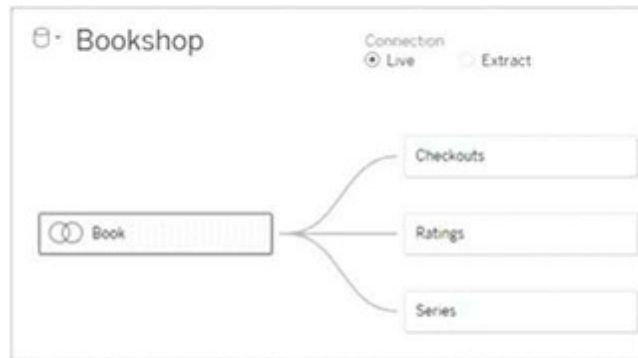 Bookshop
Connection
Live
Extract
Checkouts
Book
Ratings
Series